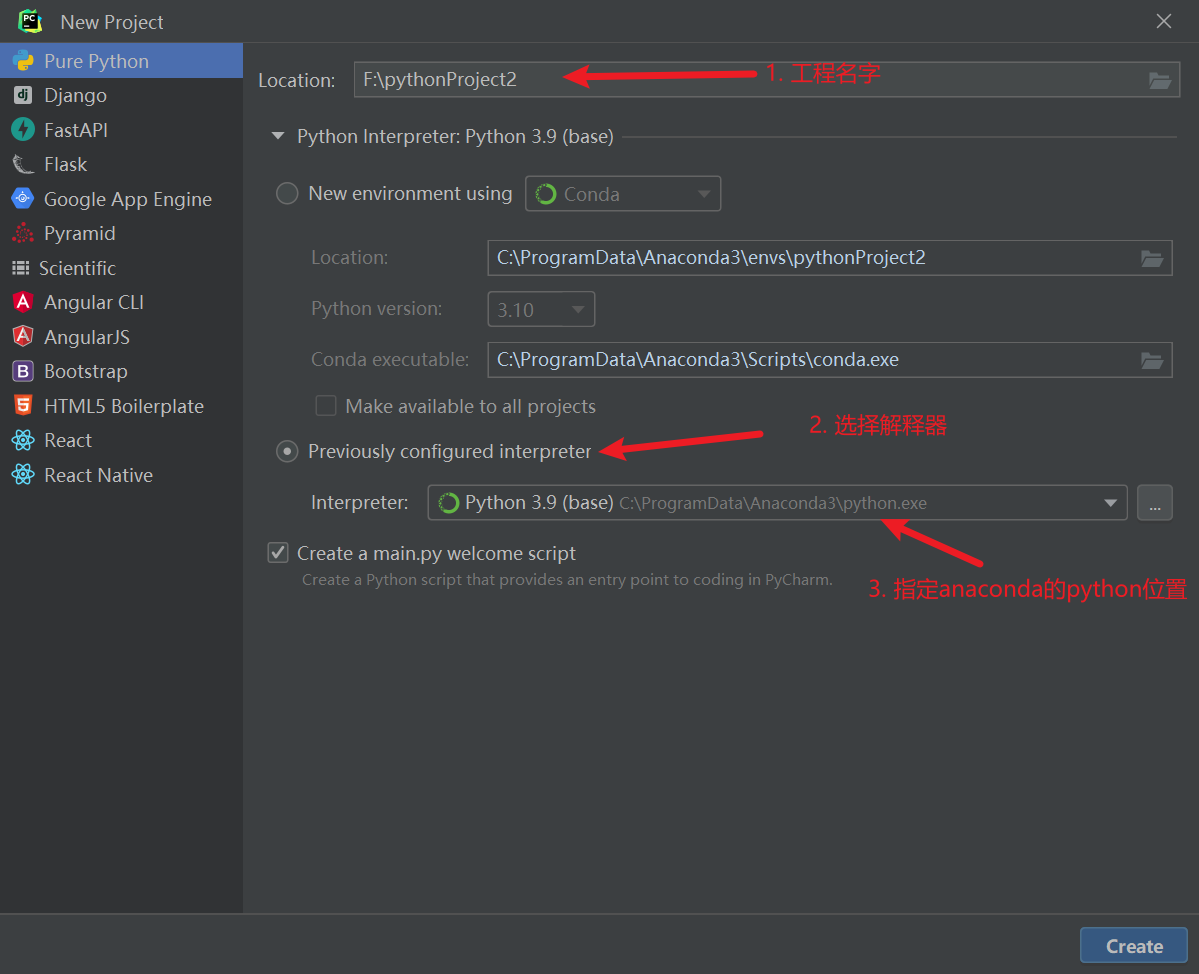 New Project
Pure Python
Django
FastAPI
Flask
Google App Engine
Pyramid
Scientific
Angular CLI
AngularJS
Bootstrap
HTML5 Boilerplate
React
React Native
Location: F:\pythonProject2
1. 工程名字
Python Interpreter: Python 3.9 (base)
New environment using Conda
Location: C:\ProgramData\Anaconda3\envs\pythonProject2
Python version: 3.10
Conda executable: C:\ProgramData\Anaconda3\Scripts\conda.exe
Make available to all projects
2. 选择解释器
Previously configured interpreter
Interpreter: Python 3.9 (base) C:\ProgramData\Anaconda3\python.exe ...
Create a main.py welcome script
Create a Python script that provides an entry point to coding in PyCharm.
3. 指定anaconda的python位置
Create